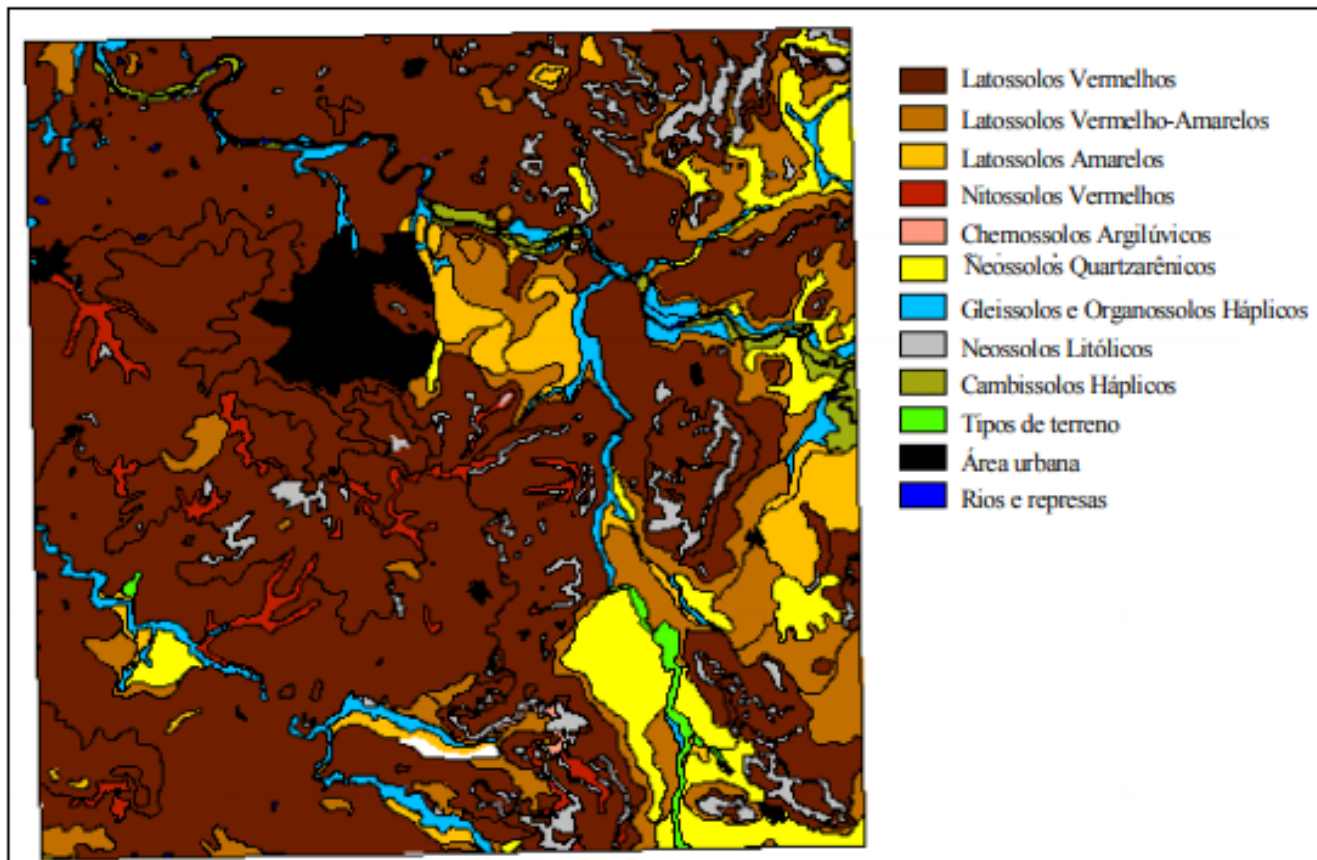 Latossolos Vermelhos
Latossolos Vermelho-Amarelos
Latossolos Amarelos
Nitossolos Vermelhos
Chernossolos Argilúvicos
Neossolos Quartzarênicos
Gleissolos e Organossolos Háplicos
Neossolos Litólicos
Cambissolos Háplicos
Tipos de terreno
Área urbana
Rios e represas